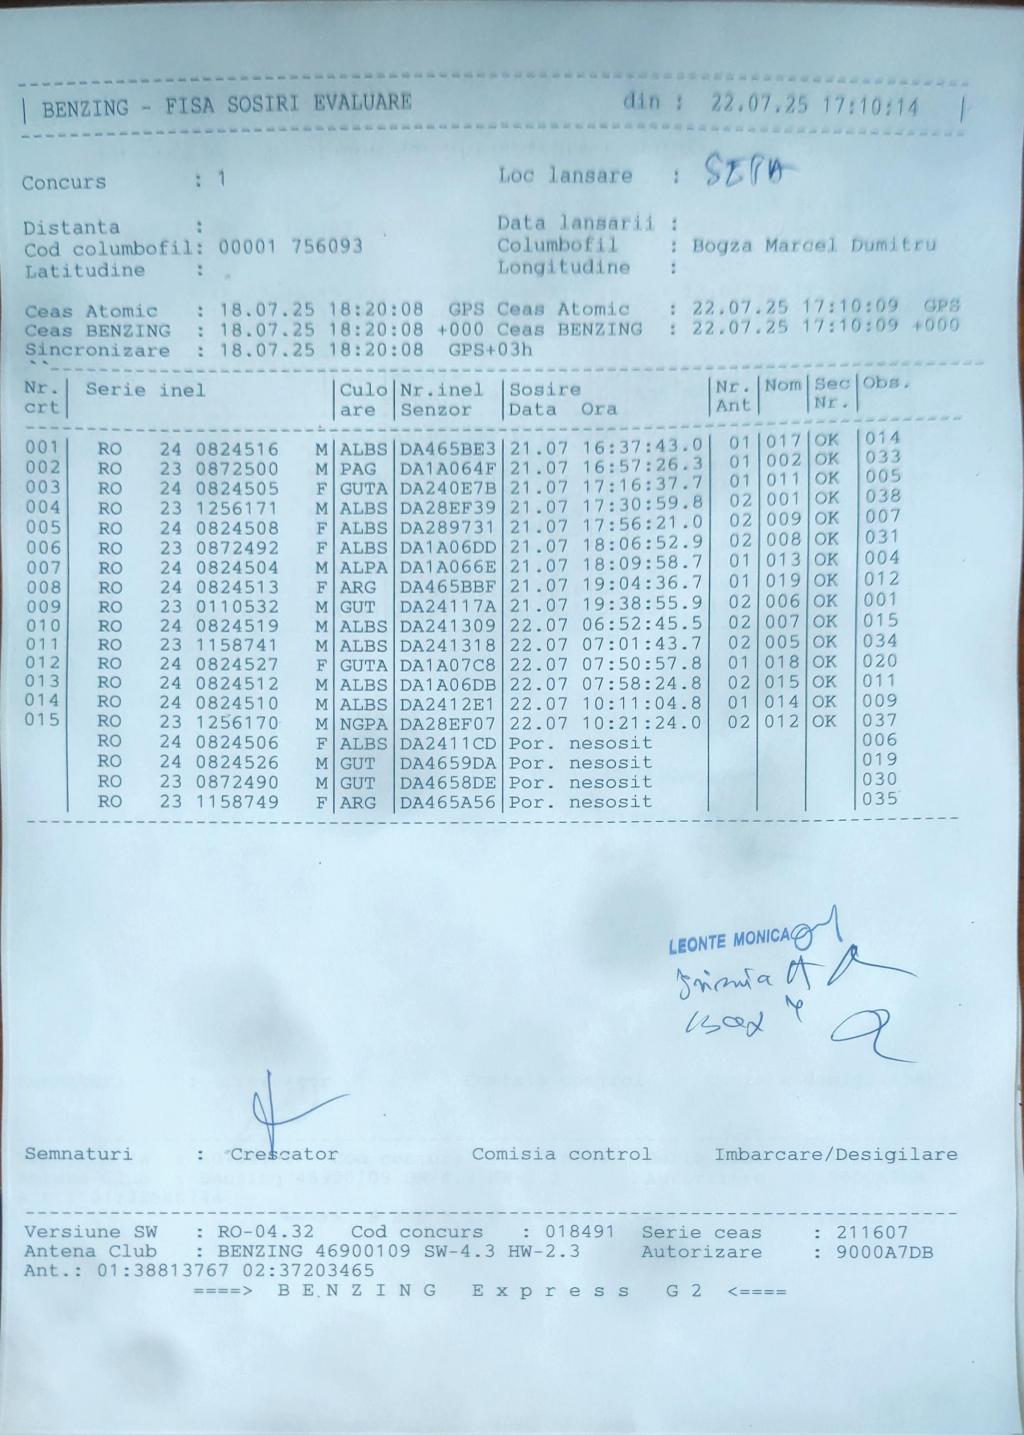 BENZING - FISA SOSIRI EVALUARE din : 22.07.25 17:10:14
Concurs : 1 Loc lansare :
Distanta : Data lansarii :
Cod columbofil: 00001 756093 Columbofil : Bogza Marcel Dumitru
Latitudine : Longitudine :
Ceas Atomic : 18.07.25 18:20:08 GPS Ceas Atomic : 22.07.25 17:10:09 GPS
Ceas BENZING : 18.07.25 18:20:08 +000 Ceas BENZING : 22.07.25 17:10:09 +000
Sincronizare : 18.07.25 18:20:08 GPS+03h
Nr. | Serie inel | Culo | Nr.inel | Sosire | Nr. | Nom | Sec | Obs.
crt | | are | Senzor | Data Ora | Ant | | Nr. |
001 | RO 24 0824516 M | ALBS | DA465BE3 | 21.07 16:37:43.0 | 01 | 017 | OK | 014
002 | RO 23 0872500 M | PAG | DA1A064F | 21.07 16:57:26.3 | 01 | 002 | OK | 033
003 | RO 24 0824505 F | GUTA | DA240E7B | 21.07 17:16:37.7 | 01 | 011 | OK | 005
004 | RO 23 1256171 M | ALBS | DA28EF39 | 21.07 17:30:59.8 | 02 | 001 | OK | 038
005 | RO 24 0824508 F | ALBS | DA289731 | 21.07 17:56:21.0 | 02 | 009 | OK | 007
006 | RO 23 0872492 F | ALBS | DA1A06DD | 21.07 18:06:52.9 | 02 | 008 | OK | 031
007 | RO 24 0824504 M | ALPA | DA1A066E | 21.07 18:09:58.7 | 01 | 013 | OK | 004
008 | RO 24 0824513 F | ARG | DA465BBF | 21.07 19:04:36.7 | 01 | 019 | OK | 012
009 | RO 23 0110532 M | GUT | DA24117A | 21.07 19:38:55.9 | 02 | 006 | OK | 001
010 | RO 24 0824519 M | ALBS | DA241309 | 22.07 06:52:45.5 | 02 | 007 | OK | 015
011 | RO 23 1158741 M | ALBS | DA241318 | 22.07 07:01:43.7 | 02 | 005 | OK | 034
012 | RO 24 0824527 F | GUTA | DA1A07C8 | 22.07 07:50:57.8 | 01 | 018 | OK | 020
013 | RO 24 0824512 M | ALBS | DA1A06DB | 22.07 07:58:24.8 | 02 | 015 | OK | 011
014 | RO 24 0824510 M | ALBS | DA2412E1 | 22.07 10:11:04.8 | 01 | 014 | OK | 009
015 | RO 23 1256170 M | NGPA | DA28EF07 | 22.07 10:21:24.0 | 02 | 012 | OK | 037
RO 24 0824506 F | ALBS | DA2411CD | Por. nesosit | 006
RO 24 0824526 M | GUT | DA4659DA | Por. nesosit | 019
RO 23 0872490 M | GUT | DA4658DE | Por. nesosit | 030
RO 23 1158749 F | ARG | DA465A56 | Por. nesosit | 035
LEONTE MONICA
Semnaturi : Crescator Comisia control Imbarcare/Desigilare
Versiune SW : RO-04.32 Cod concurs : 018491 Serie ceas : 211607
Antena Club : BENZING 46900109 SW-4.3 HW-2.3 Autorizare : 9000A7DB
Ant.: 01:38813767 02:37203465
====> B E N Z I N G E x p r e s s G 2 <====